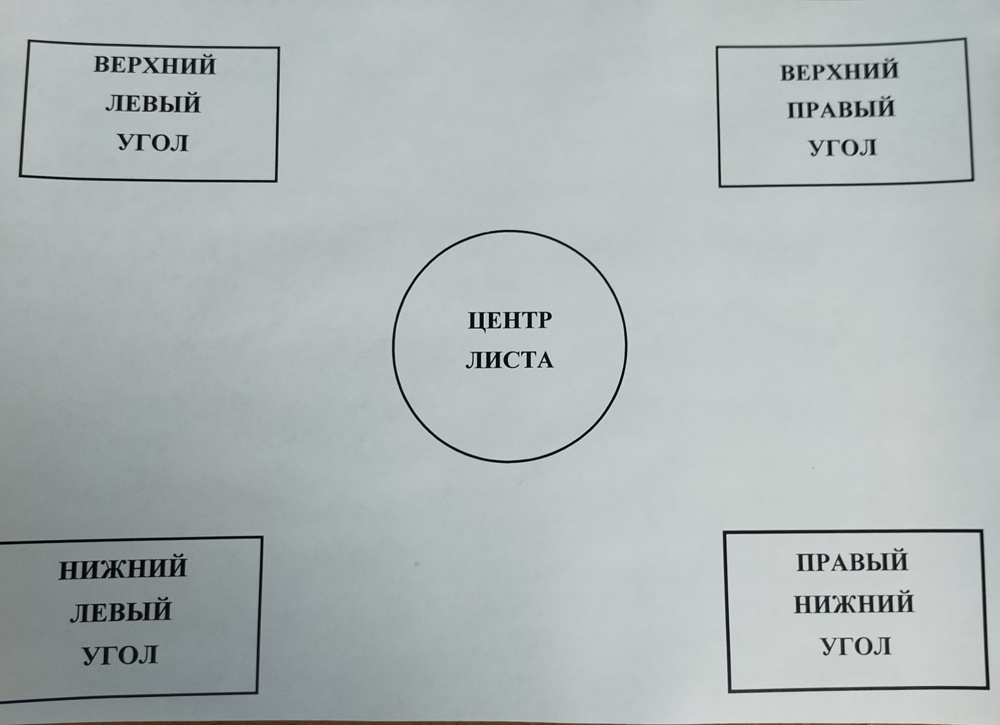 ВЕРХНИЙ
ЛЕВЫЙ
УГОЛ
ВЕРХНИЙ
ПРАВЫЙ
УГОЛ
ЦЕНТР
ЛИСТА
НИЖНИЙ
ЛЕВЫЙ
УГОЛ
ПРАВЫЙ
НИЖНИЙ
УГОЛ